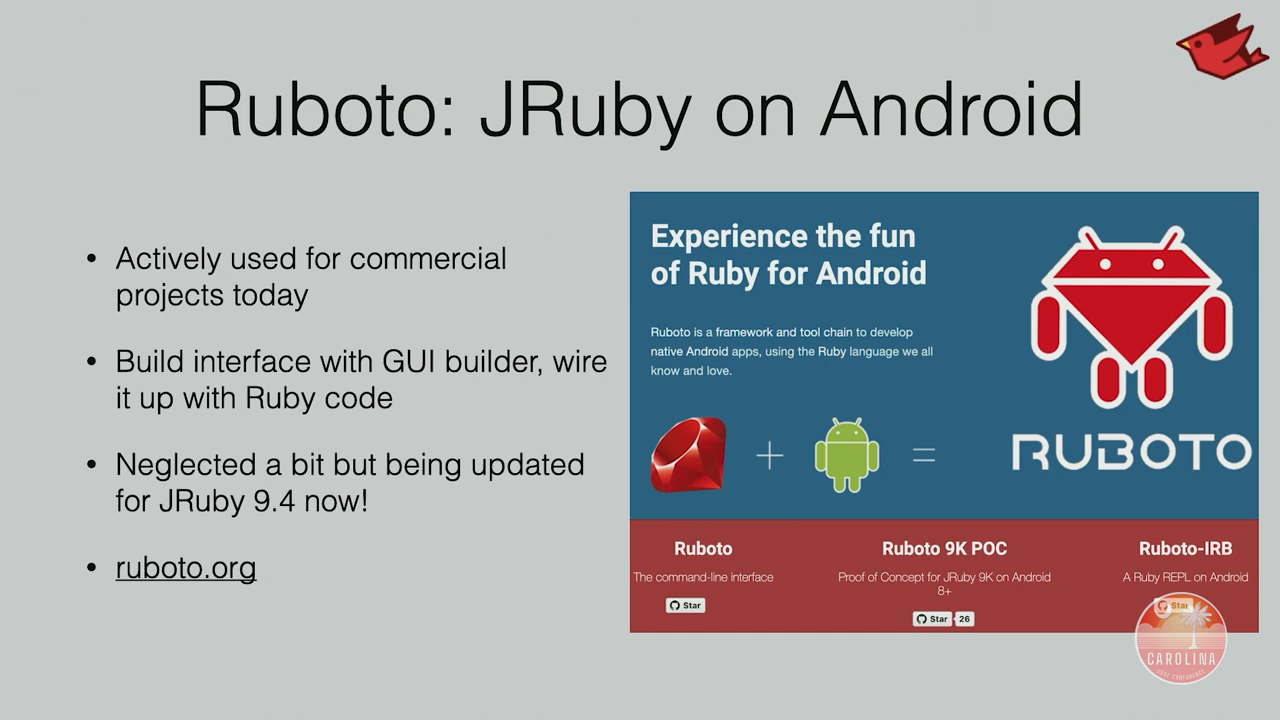 Ruboto: JRuby on Android
• Actively used for commercial
projects today
• Build interface with GUI builder, wire
it up with Ruby code
• Neglected a bit but being updated
for JRuby 9.4 now!
• ruboto.org
Experience the fun
of Ruby for Android
Ruboto is a framework and tool chain to develop
native Android apps, using the Ruby language we all
know and love.
+ =
RUBOTO
Ruboto
The command-line interface
Star
Ruboto 9K POC
Proof of Concept for JRuby 9K on Android
8+
Star 26
Ruboto-IRB
A Ruby REPL on Android
Star
CAROLINA
CODE CONFERENCE